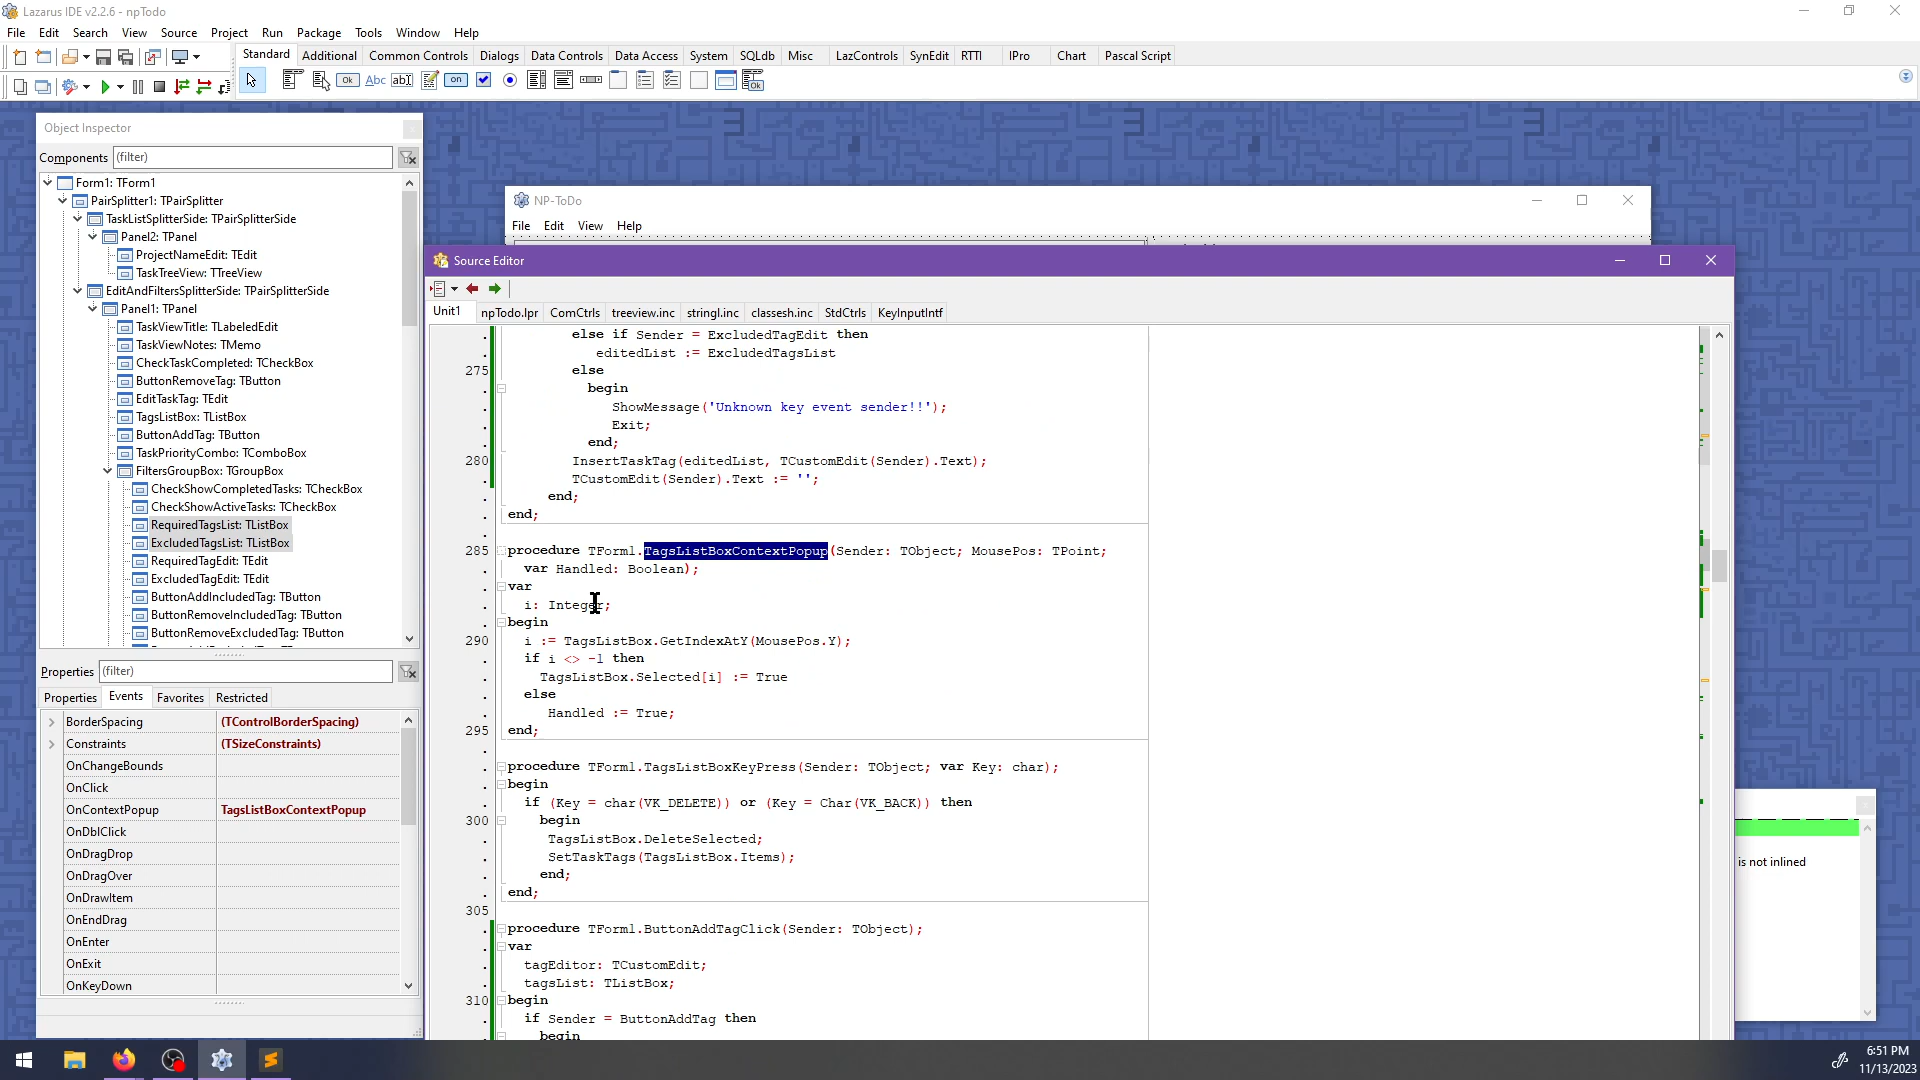 Lazarus IDE v2.2.6 - npTodo
File Edit Search View Source Project Run Package Tools Window Help
Standard Additional Common Controls Dialogs Data Controls Data Access System SQLdb Misc LazControls SynEdit RTTI IPro Chart Pascal Script
Ok Abc abI on Ok
Object Inspector
Components (filter)
Form1: TForm1
PairSplitter1: TPairSplitter
TaskListSplitterSide: TPairSplitterSide
Panel2: TPanel
ProjectNameEdit: TEdit
TaskTreeView: TTreeView
EditAndFiltersSplitterSide: TPairSplitterSide
Panel1: TPanel
TaskViewTitle: TLabeledEdit
TaskViewNotes: TMemo
CheckTaskCompleted: TCheckBox
ButtonRemoveTag: TButton
EditTaskTag: TEdit
TagsListBox: TListBox
ButtonAddTag: TButton
TaskPriorityCombo: TComboBox
FiltersGroupBox: TGroupBox
CheckShowCompletedTasks: TCheckBox
CheckShowActiveTasks: TCheckBox
RequiredTagsList: TListBox
ExcludedTagsList: TListBox
RequiredTagEdit: TEdit
ExcludedTagEdit: TEdit
ButtonAddIncludedTag: TButton
ButtonRemoveIncludedTag: TButton
ButtonRemoveExcludedTag: TButton
Properties (filter)
Properties Events Favorites Restricted
BorderSpacing (TControlBorderSpacing)
Constraints (TSizeConstraints)
OnChangeBounds
OnClick
OnContextPopup TagsListBoxContextPopup
OnDblClick
OnDragDrop
OnDragOver
OnDrawItem
OnEndDrag
OnEnter
OnExit
OnKeyDown
NP-ToDo
File Edit View Help
Source Editor
Unit1 npTodo.lpr ComCtrls treeview.inc stringl.inc classesh.inc StdCtrls KeyInputIntf
else if Sender = ExcludedTagEdit then
editedList := ExcludedTagsList
275 else
begin
ShowMessage('Unknown key event sender!!');
Exit;
end;
280 InsertTaskTag(editedList, TCustomEdit(Sender).Text);
TCustomEdit(Sender).Text := '';
end;
end;
285 procedure TForm1.TagsListBoxContextPopup(Sender: TObject; MousePos: TPoint;
var Handled: Boolean);
var
i: Integer;
begin
290 i := TagsListBox.GetIndexAtY(MousePos.Y);
if i <> -1 then
TagsListBox.Selected[i] := True
else
Handled := True;
295 end;
procedure TForm1.TagsListBoxKeyPress(Sender: TObject; var Key: char);
begin
if (Key = char(VK_DELETE)) or (Key = Char(VK_BACK)) then
300 begin
TagsListBox.DeleteSelected;
SetTaskTags(TagsListBox.Items);
end;
end;
305
procedure TForm1.ButtonAddTagClick(Sender: TObject);
var
tagEditor: TCustomEdit;
tagsList: TListBox;
310 begin
if Sender = ButtonAddTag then
begin
is not inlined
6:51 PM
11/13/2023